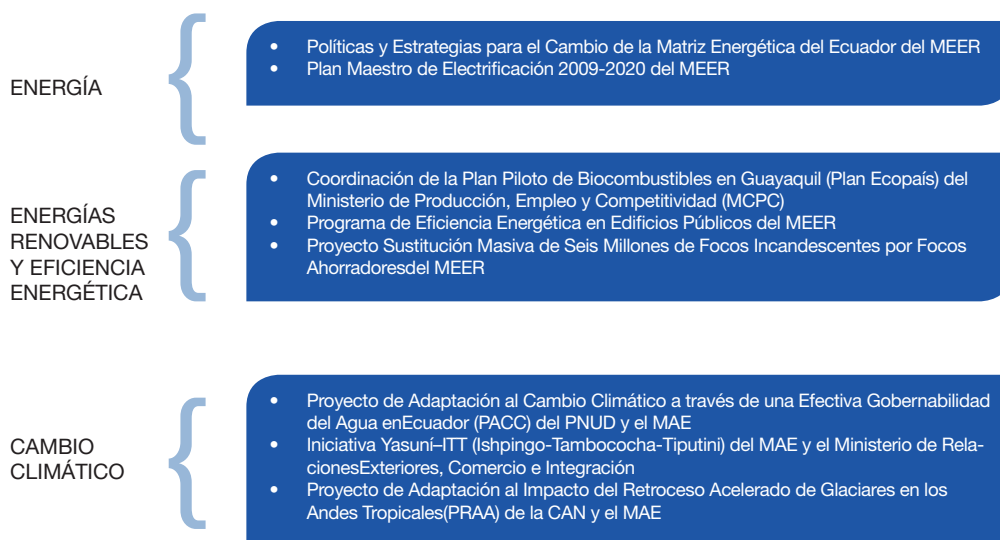 ENERGÍA
• Políticas y Estrategias para el Cambio de la Matriz Energética del Ecuador del MEER
• Plan Maestro de Electrificación 2009-2020 del MEER
ENERGÍAS
RENOVABLES
Y EFICIENCIA
ENERGÉTICA
• Coordinación de la Plan Piloto de Biocombustibles en Guayaquil (Plan Ecopaís) del
Ministerio de Producción, Empleo y Competitividad (MCPC)
• Programa de Eficiencia Energética en Edificios Públicos del MEER
• Proyecto Sustitución Masiva de Seis Millones de Focos Incandescentes por Focos
Ahorradoresdel MEER
CAMBIO
CLIMÁTICO
• Proyecto de Adaptación al Cambio Climático a través de una Efectiva Gobernabilidad
del Agua enEcuador (PACC) del PNUD y el MAE
• Iniciativa Yasuní–ITT (Ishpingo-Tambococha-Tiputini) del MAE y el Ministerio de Rela-
cionesExteriores, Comercio e Integración
• Proyecto de Adaptación al Impacto del Retroceso Acelerado de Glaciares en los
Andes Tropicales(PRAA) de la CAN y el MAE